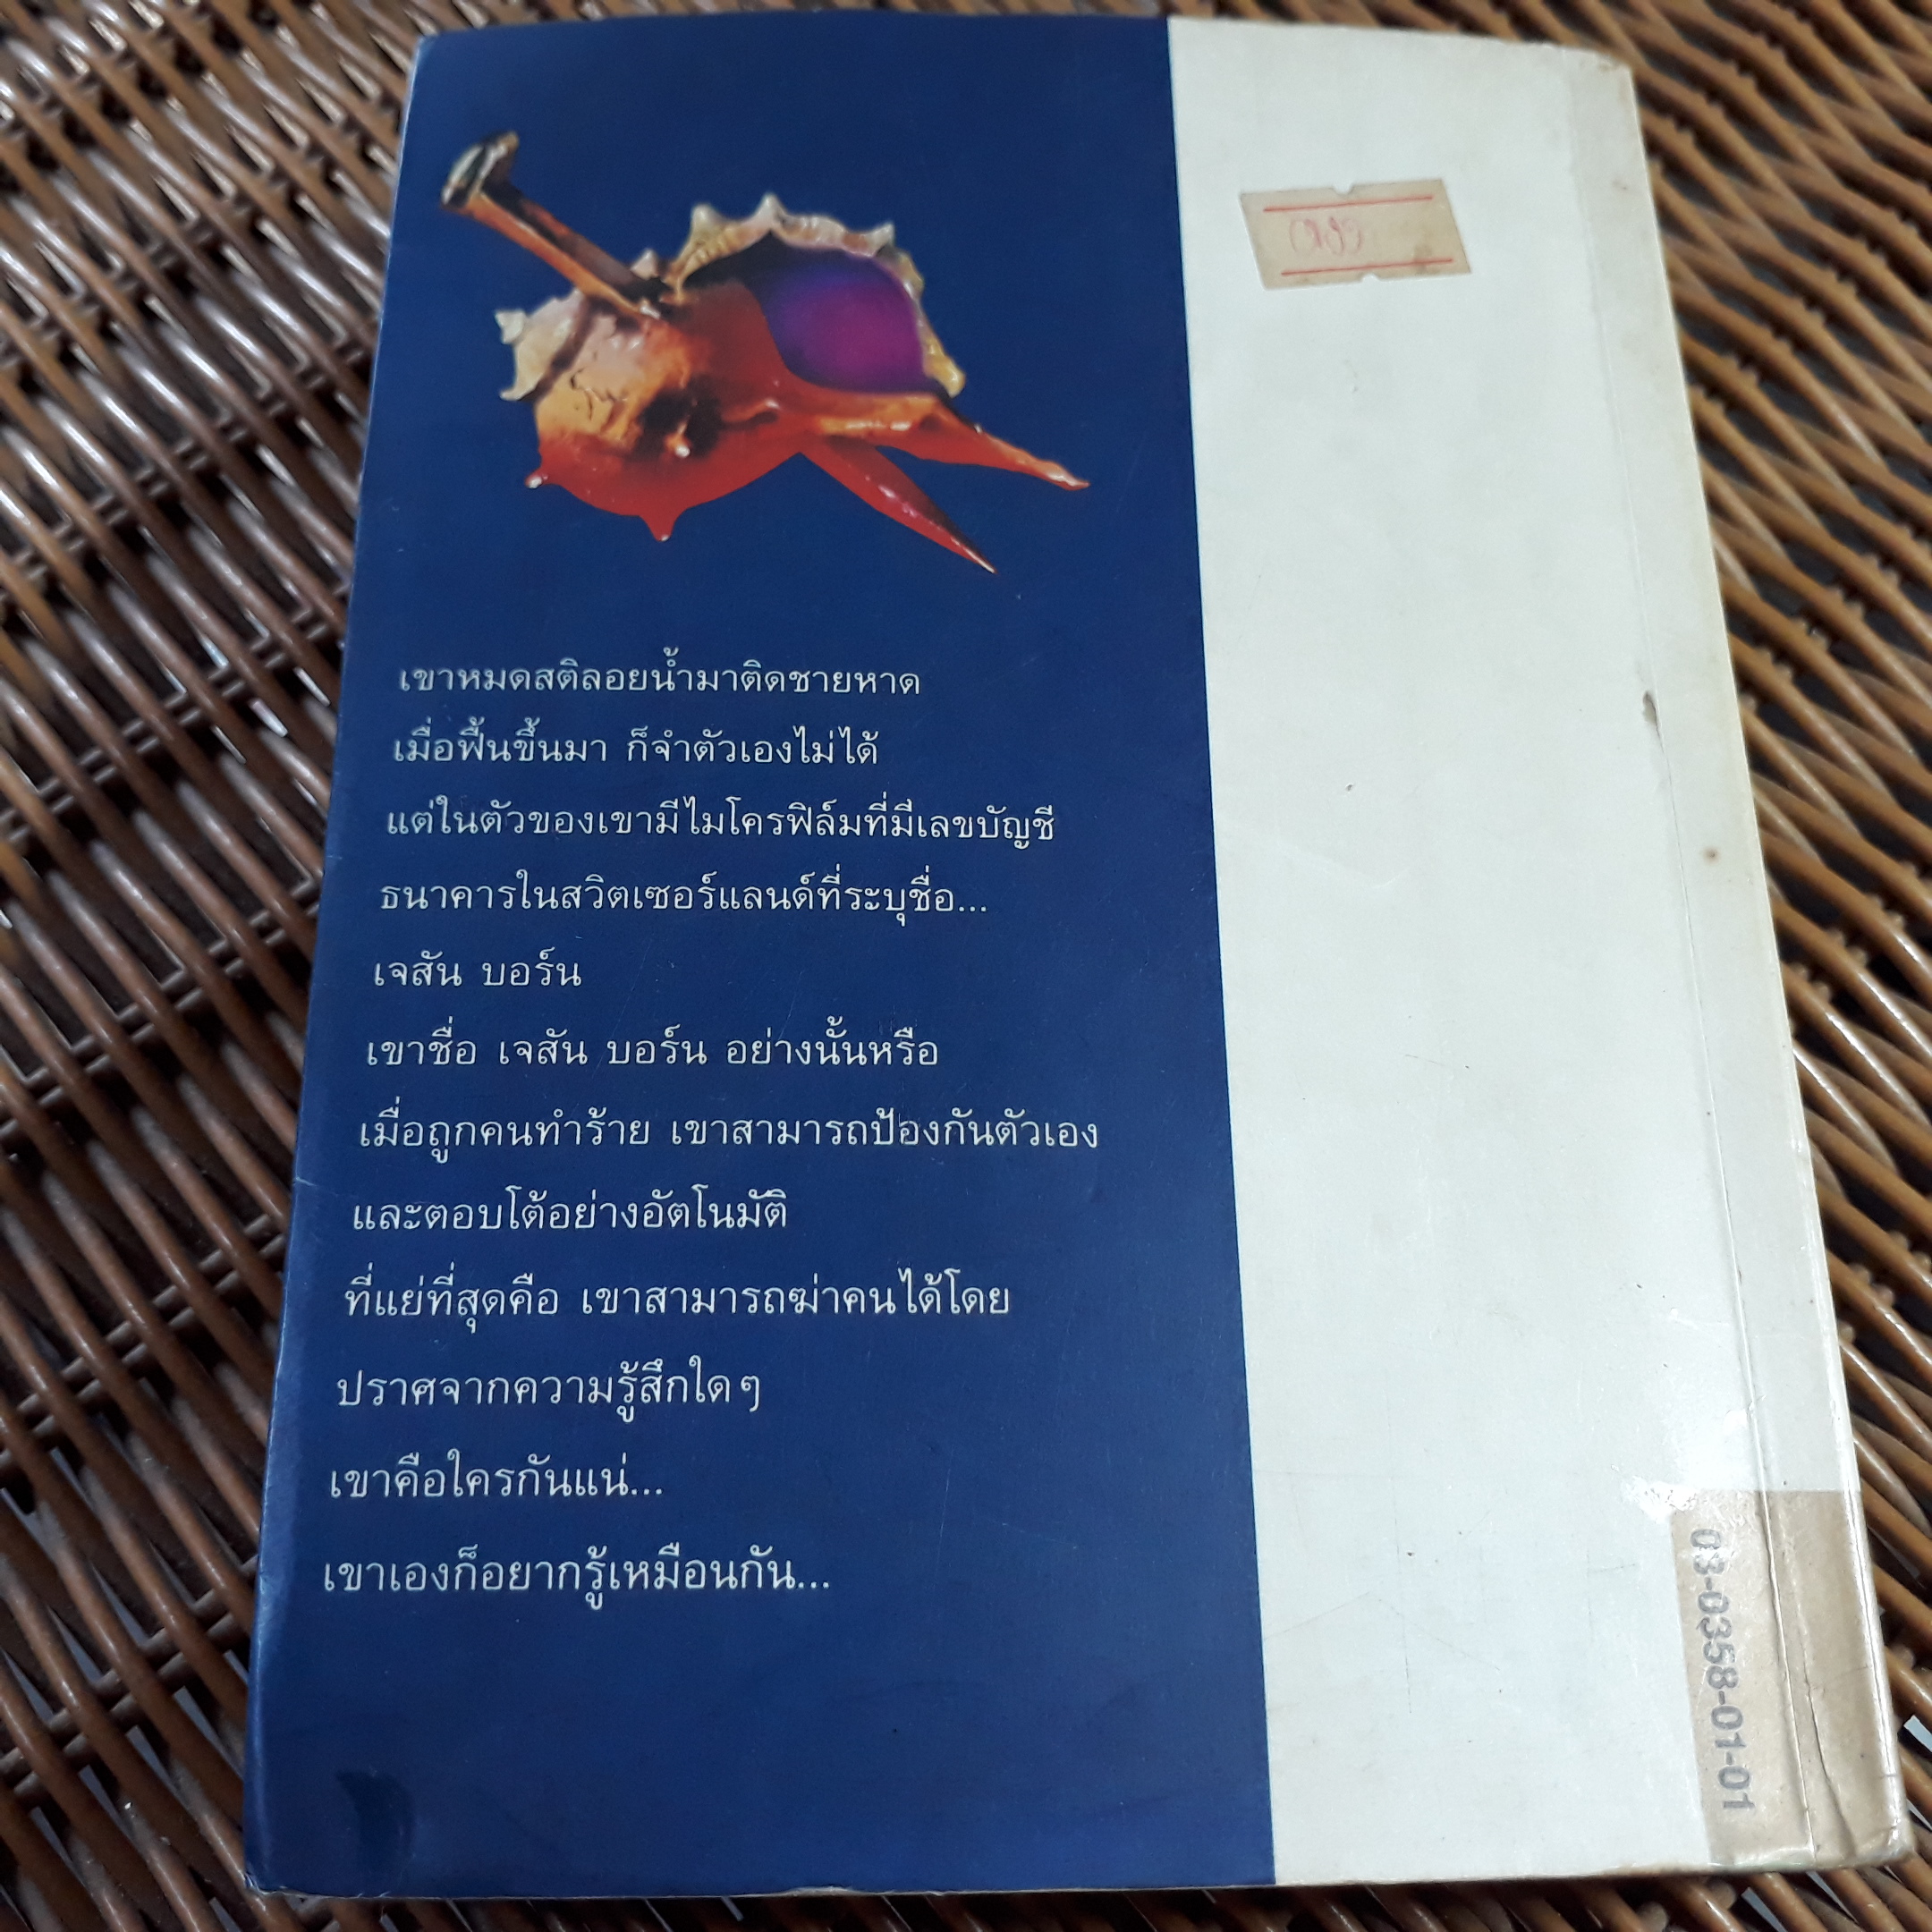 เขาหมดสติลอยน้ำมาติดชายหาด
เมื่อฟื้นขึ้นมา ก็จำตัวเองไม่ได้
แต่ในตัวของเขามีไมโครฟิล์มที่มีเลขบัญชี
ธนาคารในสวิตเซอร์แลนด์ที่ระบุชื่อ...
เจสัน บอร์น
เขาชื่อ เจสัน บอร์น อย่างนั้นหรือ
เมื่อถูกคนทำร้าย เขาสามารถป้องกันตัวเอง
และตอบโต้อย่างอัตโนมัติ
ที่แย่ที่สุดคือ เขาสามารถฆ่าคนได้โดย
ปราศจากความรู้สึกใดๆ
เขาคือใครกันแน่...
เขาเองก็อยากรู้เหมือนกัน...
03-0358-01-01